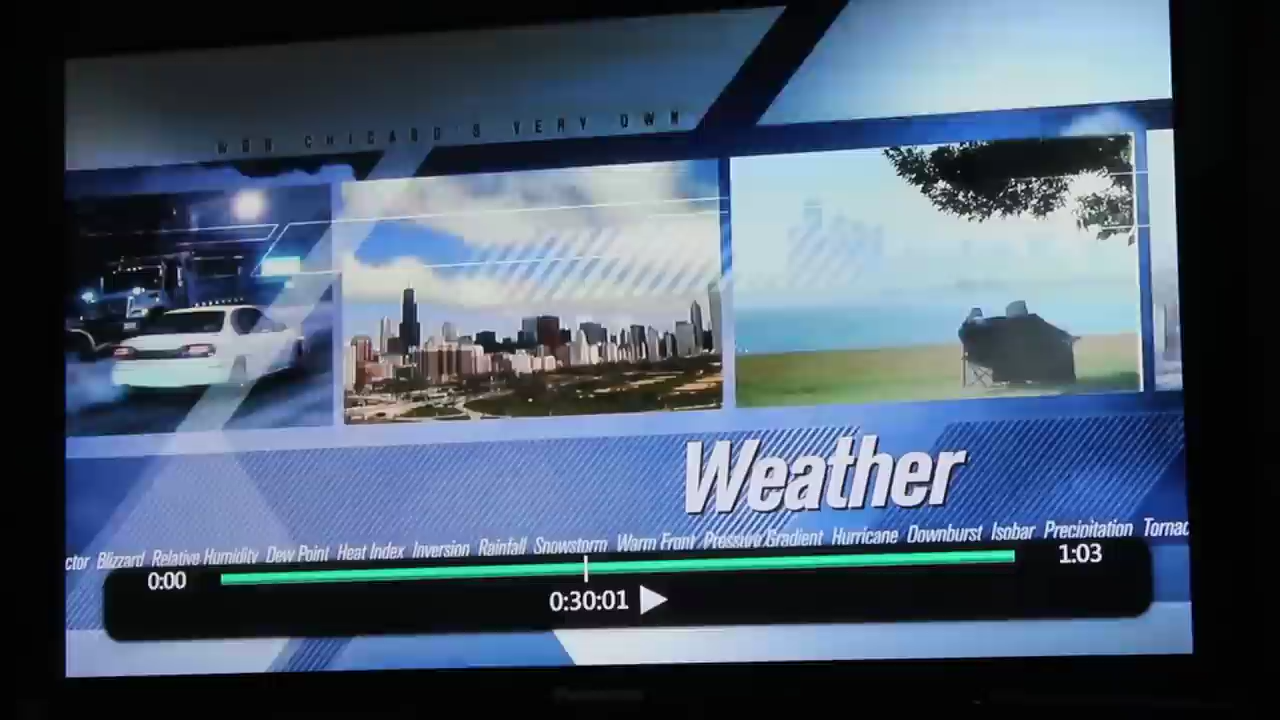 WGN CHICAGO'S VERY OWN
Weather
ctor Blizzard Relative Humidity Dew Point Heat Index Inversion Rainfall Snowstorm Warm Front Pressure Gradient Hurricane Downburst Isobar Precipitation Tornad
0:00
1:03
0:30:01
Panasonic